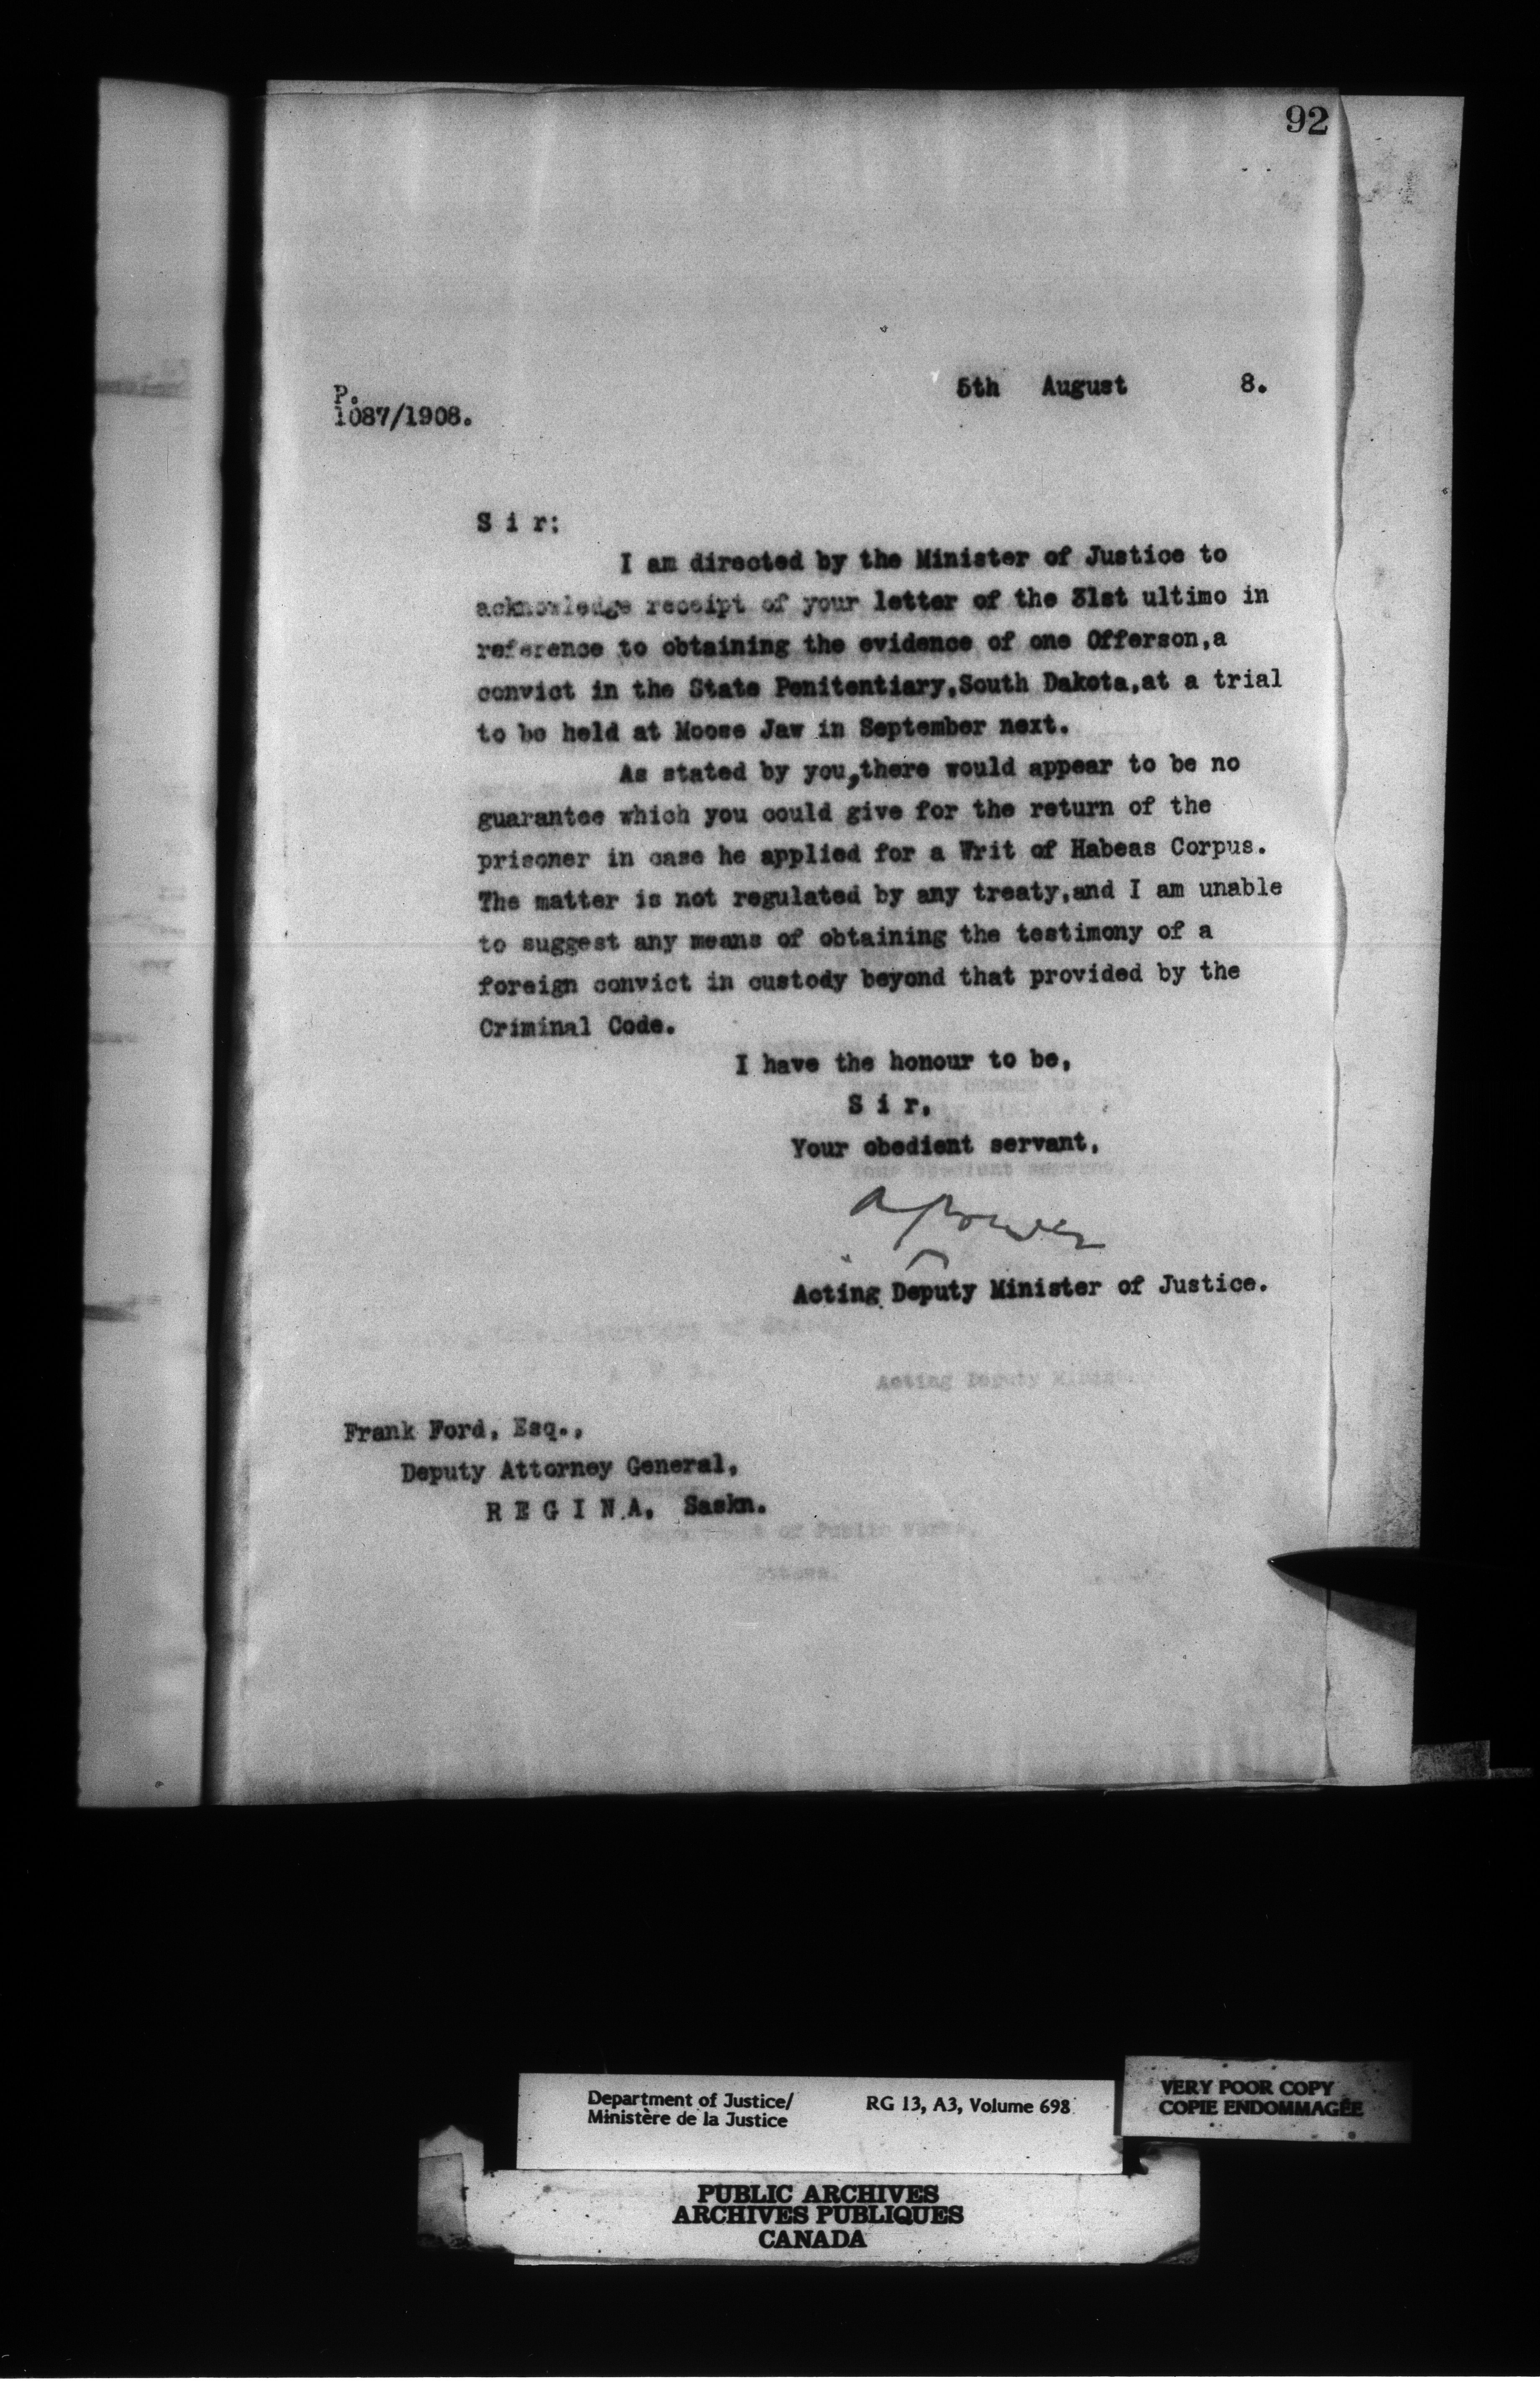 92
P.
1087/1908.
5th August 8.
S i r:
I am directed by the Minister of Justice to
acknowledge receipt of your letter of the 31st ultimo in
reference to obtaining the evidence of one Offerson,a
convict in the State Penitentiary,South Dakota,at a trial
to be held at Moose Jaw in September next.
As stated by you,there would appear to be no
guarantee which you could give for the return of the
prisoner in case he applied for a Writ of Habeas Corpus.
The matter is not regulated by any treaty,and I am unable
to suggest any means of obtaining the testimony of a
foreign convict in custody beyond that provided by the
Criminal Code.
I have the honour to be,
S i r,
Your obedient servant,
A Power
Acting Deputy Minister of Justice.
Frank Ford, Esq.,
Deputy Attorney General,
R E G I N A, Saskn.
Department of Justice/
Ministère de la Justice
RG 13, A3, Volume 698
VERY POOR COPY
COPIE ENDOMMAGÉE
PUBLIC ARCHIVES
ARCHIVES PUBLIQUES
CANADA